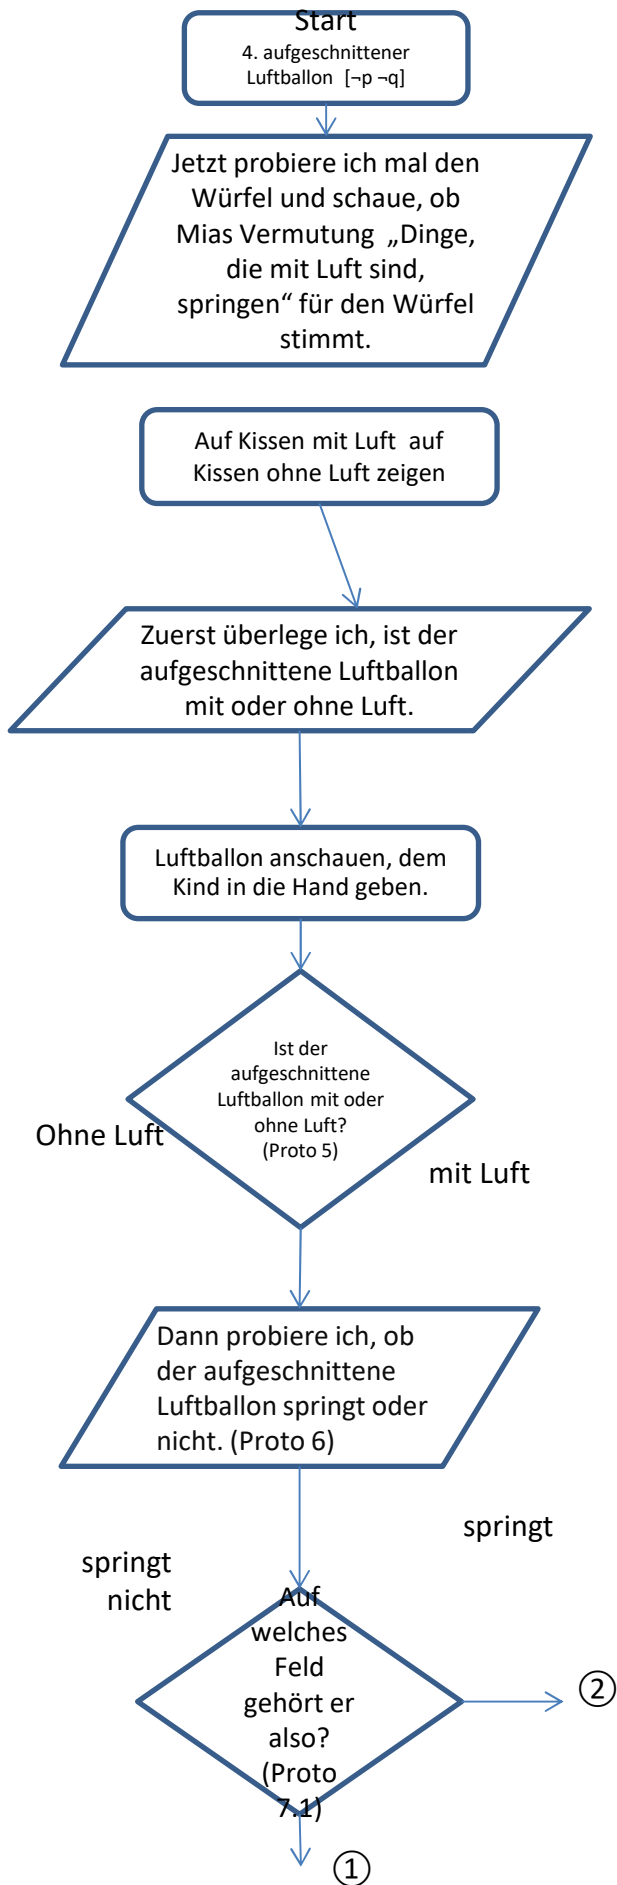 Start
4. aufgeschnittener
Luftballon [¬p ¬q]
Jetzt probiere ich mal den
Würfel und schaue, ob
Mias Vermutung „Dinge,
die mit Luft sind,
springen“ für den Würfel
stimmt.
Auf Kissen mit Luft auf
Kissen ohne Luft zeigen
Zuerst überlege ich, ist der
aufgeschnittene Luftballon
mit oder ohne Luft.
Luftballon anschauen, dem
Kind in die Hand geben.
Ist der
aufgeschnittene
Luftballon mit oder
ohne Luft?
(Proto 5)
Ohne Luft
mit Luft
Dann probiere ich, ob
der aufgeschnittene
Luftballon springt oder
nicht. (Proto 6)
springt
springt
nicht
Auf
welches
Feld
gehört er
also?
(Proto
7.1)
②
①